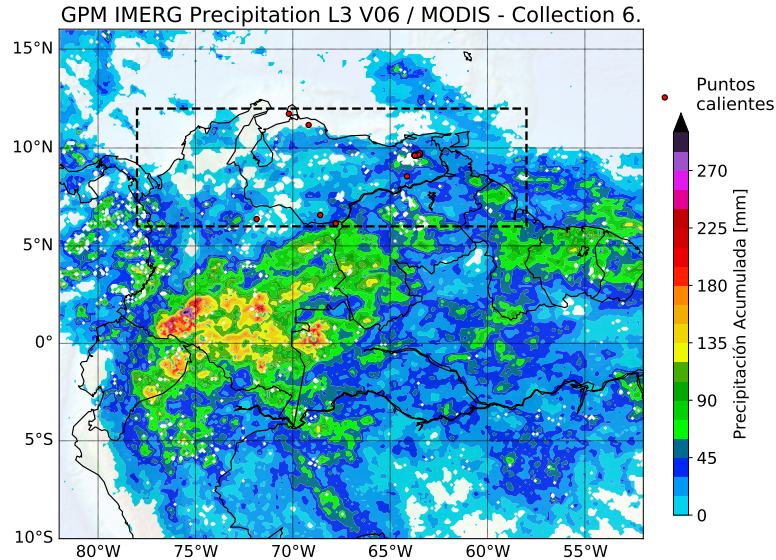 GPM IMERG Precipitation L3 V06 / MODIS - Collection 6.
15°N
10°N
5°N
0°
5°S
10°S
80°W
75°W
70°W
65°W
60°W
55°W
Puntos
calientes
270
225
180
135
90
45
0
Precipitación Acumulada [mm]